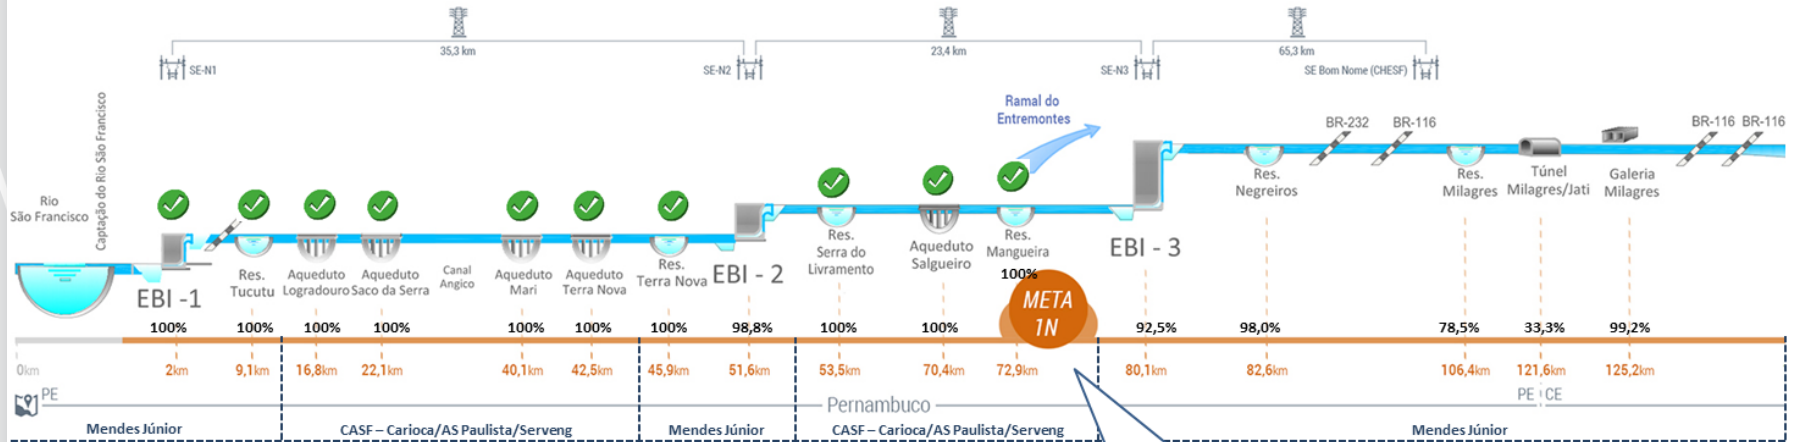 35,3 km
23,4 km
65,3 km
SE-N1
SE-N2
SE-N3
SE Bom Nome (CHESF)
Captação do Rio São Francisco
Ramal do
Entremontes
Rio
São Francisco
BR-232
BR-116
BR-116
BR-116
EBI -1
Res.
Tucutu
Aqueduto
Logradouro
Aqueduto
Saco da Serra
Canal
Angico
Aqueduto
Mari
Aqueduto
Terra Nova
Res.
Terra Nova
EBI - 2
Res.
Serra do
Livramento
Aqueduto
Salgueiro
Res.
Mangueira
EBI - 3
Res.
Negreiros
Res.
Milagres
Túnel
Milagres/Jati
Galeria
Milagres
100%
META
1N
100%
100%
100%
100%
100%
100%
100%
98,8%
100%
100%
92,5%
98,0%
78,5%
33,3%
99,2%
0km
2km
9,1km
16,8km
22,1km
40,1km
42,5km
45,9km
51,6km
53,5km
70,4km
72,9km
80,1km
82,6km
106,4km
121,6km
125,2km
PE
Pernambuco
PE CE
Mendes Júnior
CASF – Carioca/AS Paulista/Serveng
Mendes Júnior
CASF – Carioca/AS Paulista/Serveng
Mendes Júnior